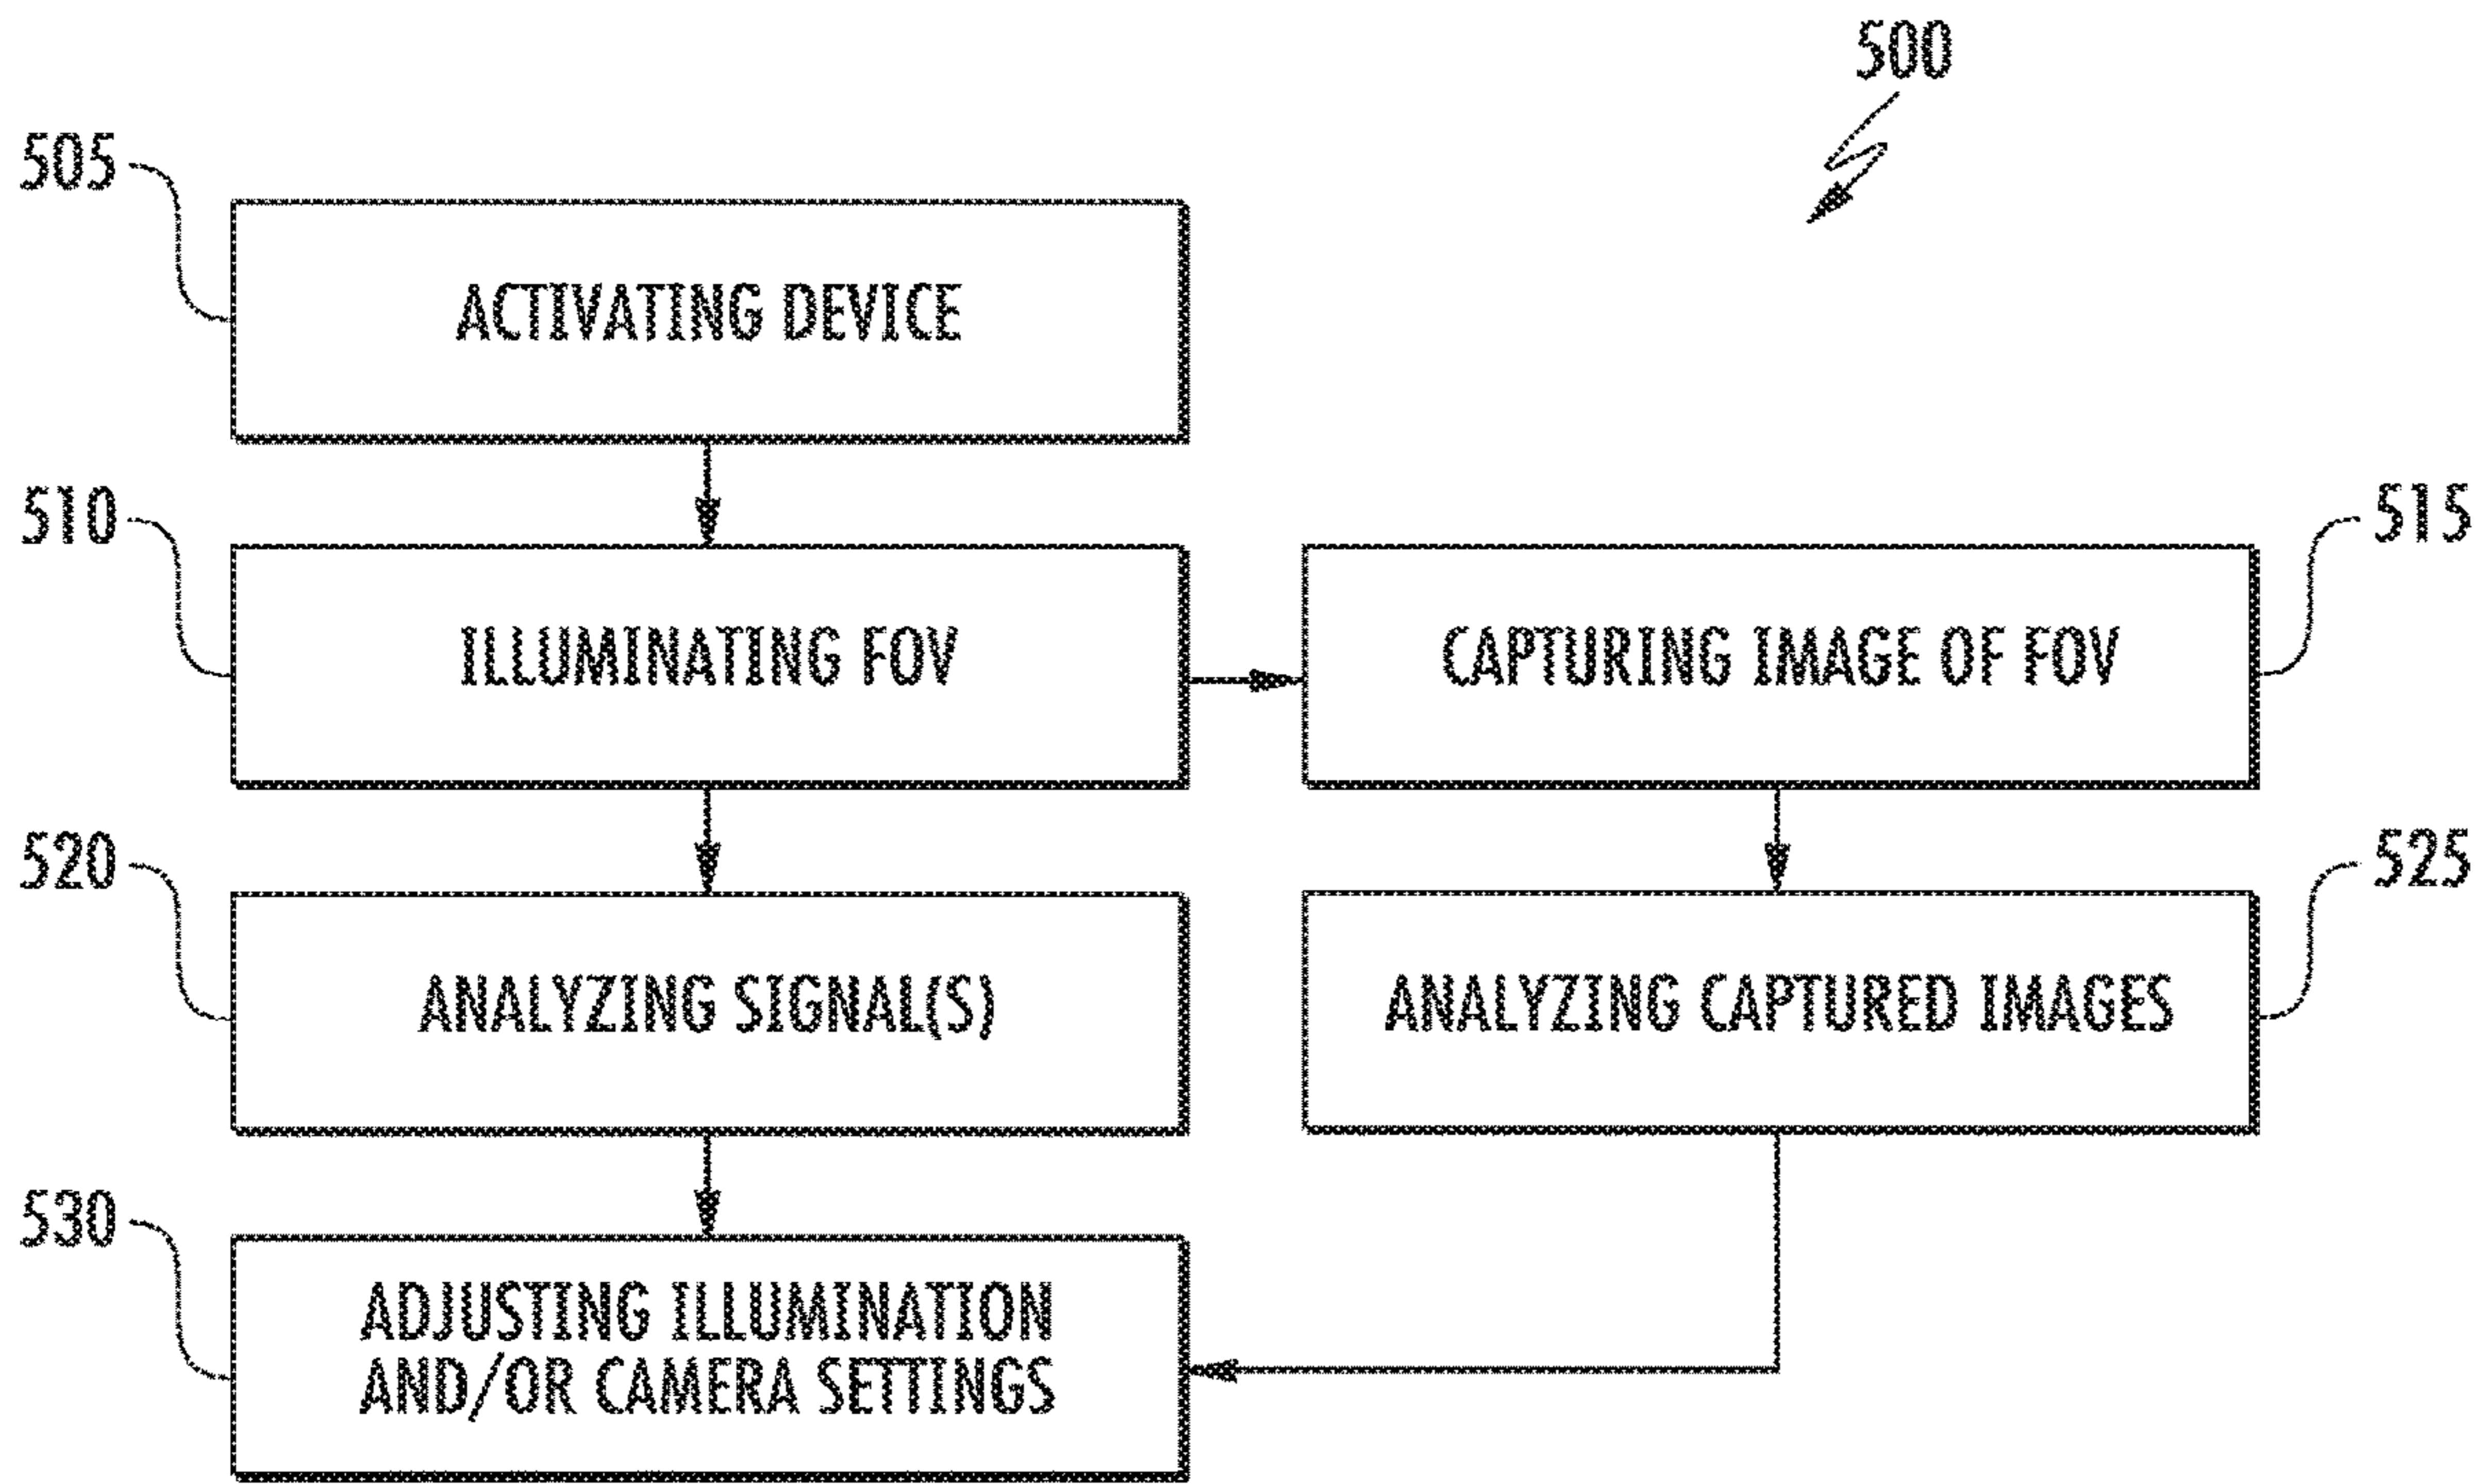 500
505
ACTIVATING DEVICE
510
ILLUMINATING FOV
CAPTURING IMAGE OF FOV
515
520
ANALYZING SIGNAL(S)
ANALYZING CAPTURED IMAGES
525
530
ADJUSTING ILLUMINATION
AND/OR CAMERA SETTINGS